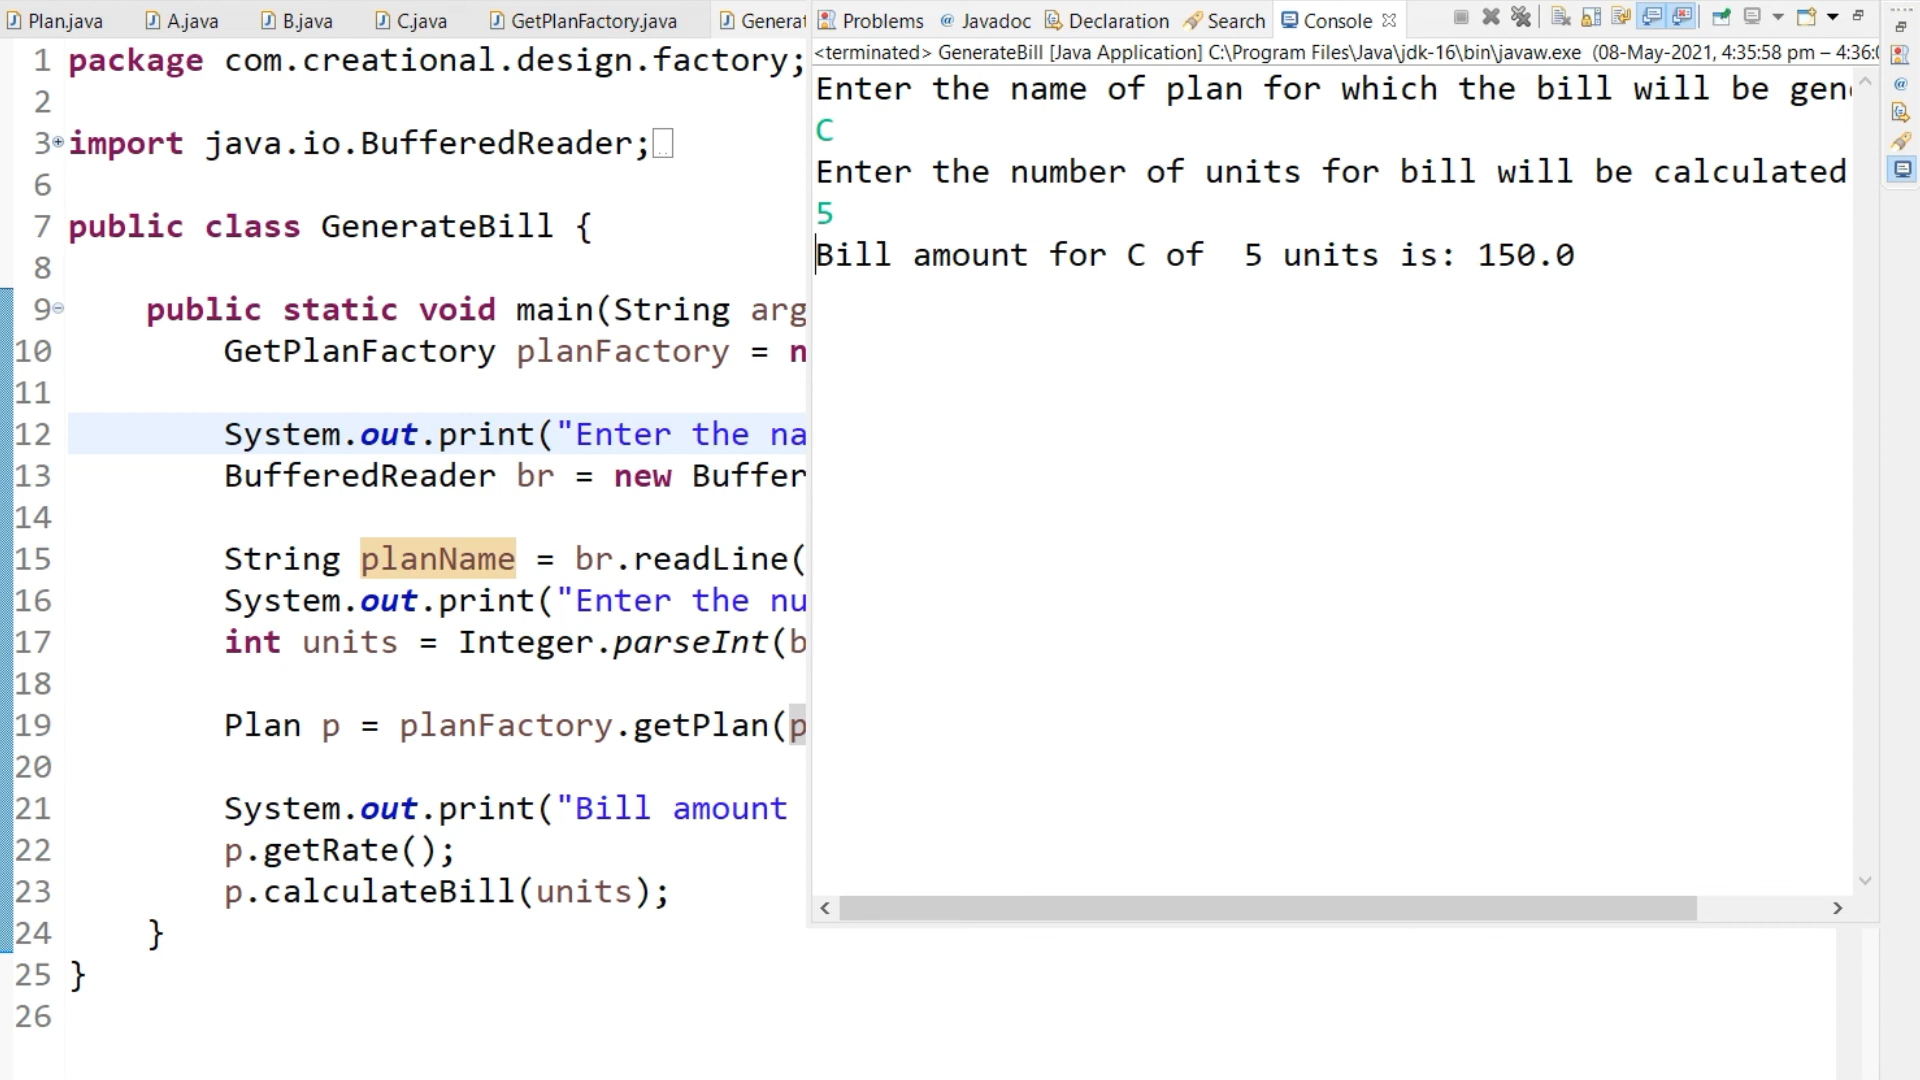 Plan.java A.java B.java C.java GetPlanFactory.java Generat
Problems @ Javadoc Declaration Search Console
<terminated> GenerateBill [Java Application] C:\Program Files\Java\jdk-16\bin\javaw.exe (08-May-2021, 4:35:58 pm – 4:36:0
1 package com.creational.design.factory;
2
3 import java.io.BufferedReader;
6
7 public class GenerateBill {
8
9 public static void main(String arg
10 GetPlanFactory planFactory = n
11
12 System.out.print("Enter the na
13 BufferedReader br = new Buffer
14
15 String planName = br.readLine(
16 System.out.print("Enter the nu
17 int units = Integer.parseInt(b
18
19 Plan p = planFactory.getPlan(p
20
21 System.out.print("Bill amount
22 p.getRate();
23 p.calculateBill(units);
24 }
25 }
26
Enter the name of plan for which the bill will be gen
C
Enter the number of units for bill will be calculated
5
Bill amount for C of  5 units is: 150.0